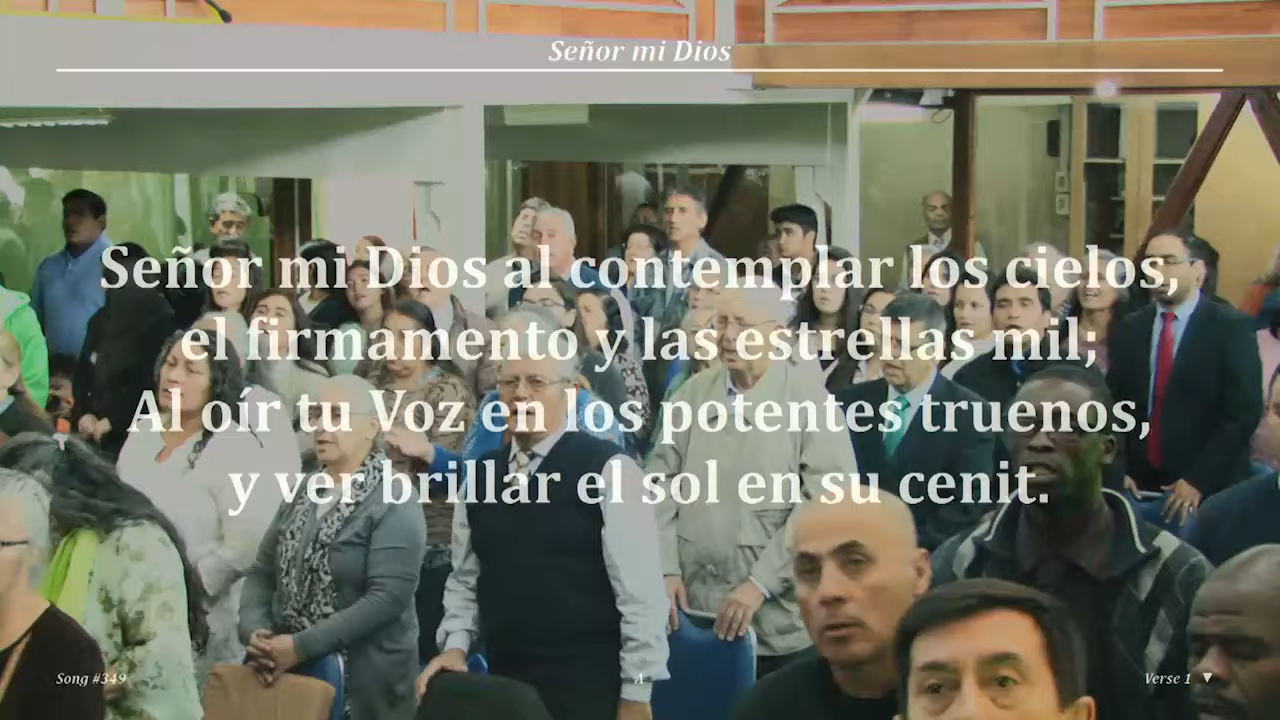 Señor mi Dios
Señor mi Dios al contemplar los cielos,
el firmamento y las estrellas mil;
Al oír tu Voz en los potentes truenos,
y ver brillar el sol en su cenit.
Song #349
A
Verse 1 ▼